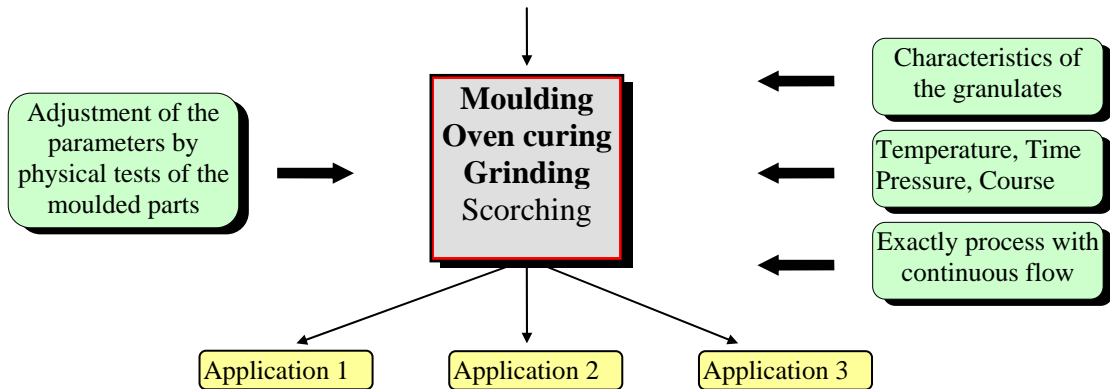 Adjustment of the
parameters by
physical tests of the
moulded parts
Moulding
Oven curing
Grinding
Scorching
Characteristics of
the granulates
Temperature, Time
Pressure, Course
Exactly process with
continuous flow
Application 1
Application 2
Application 3